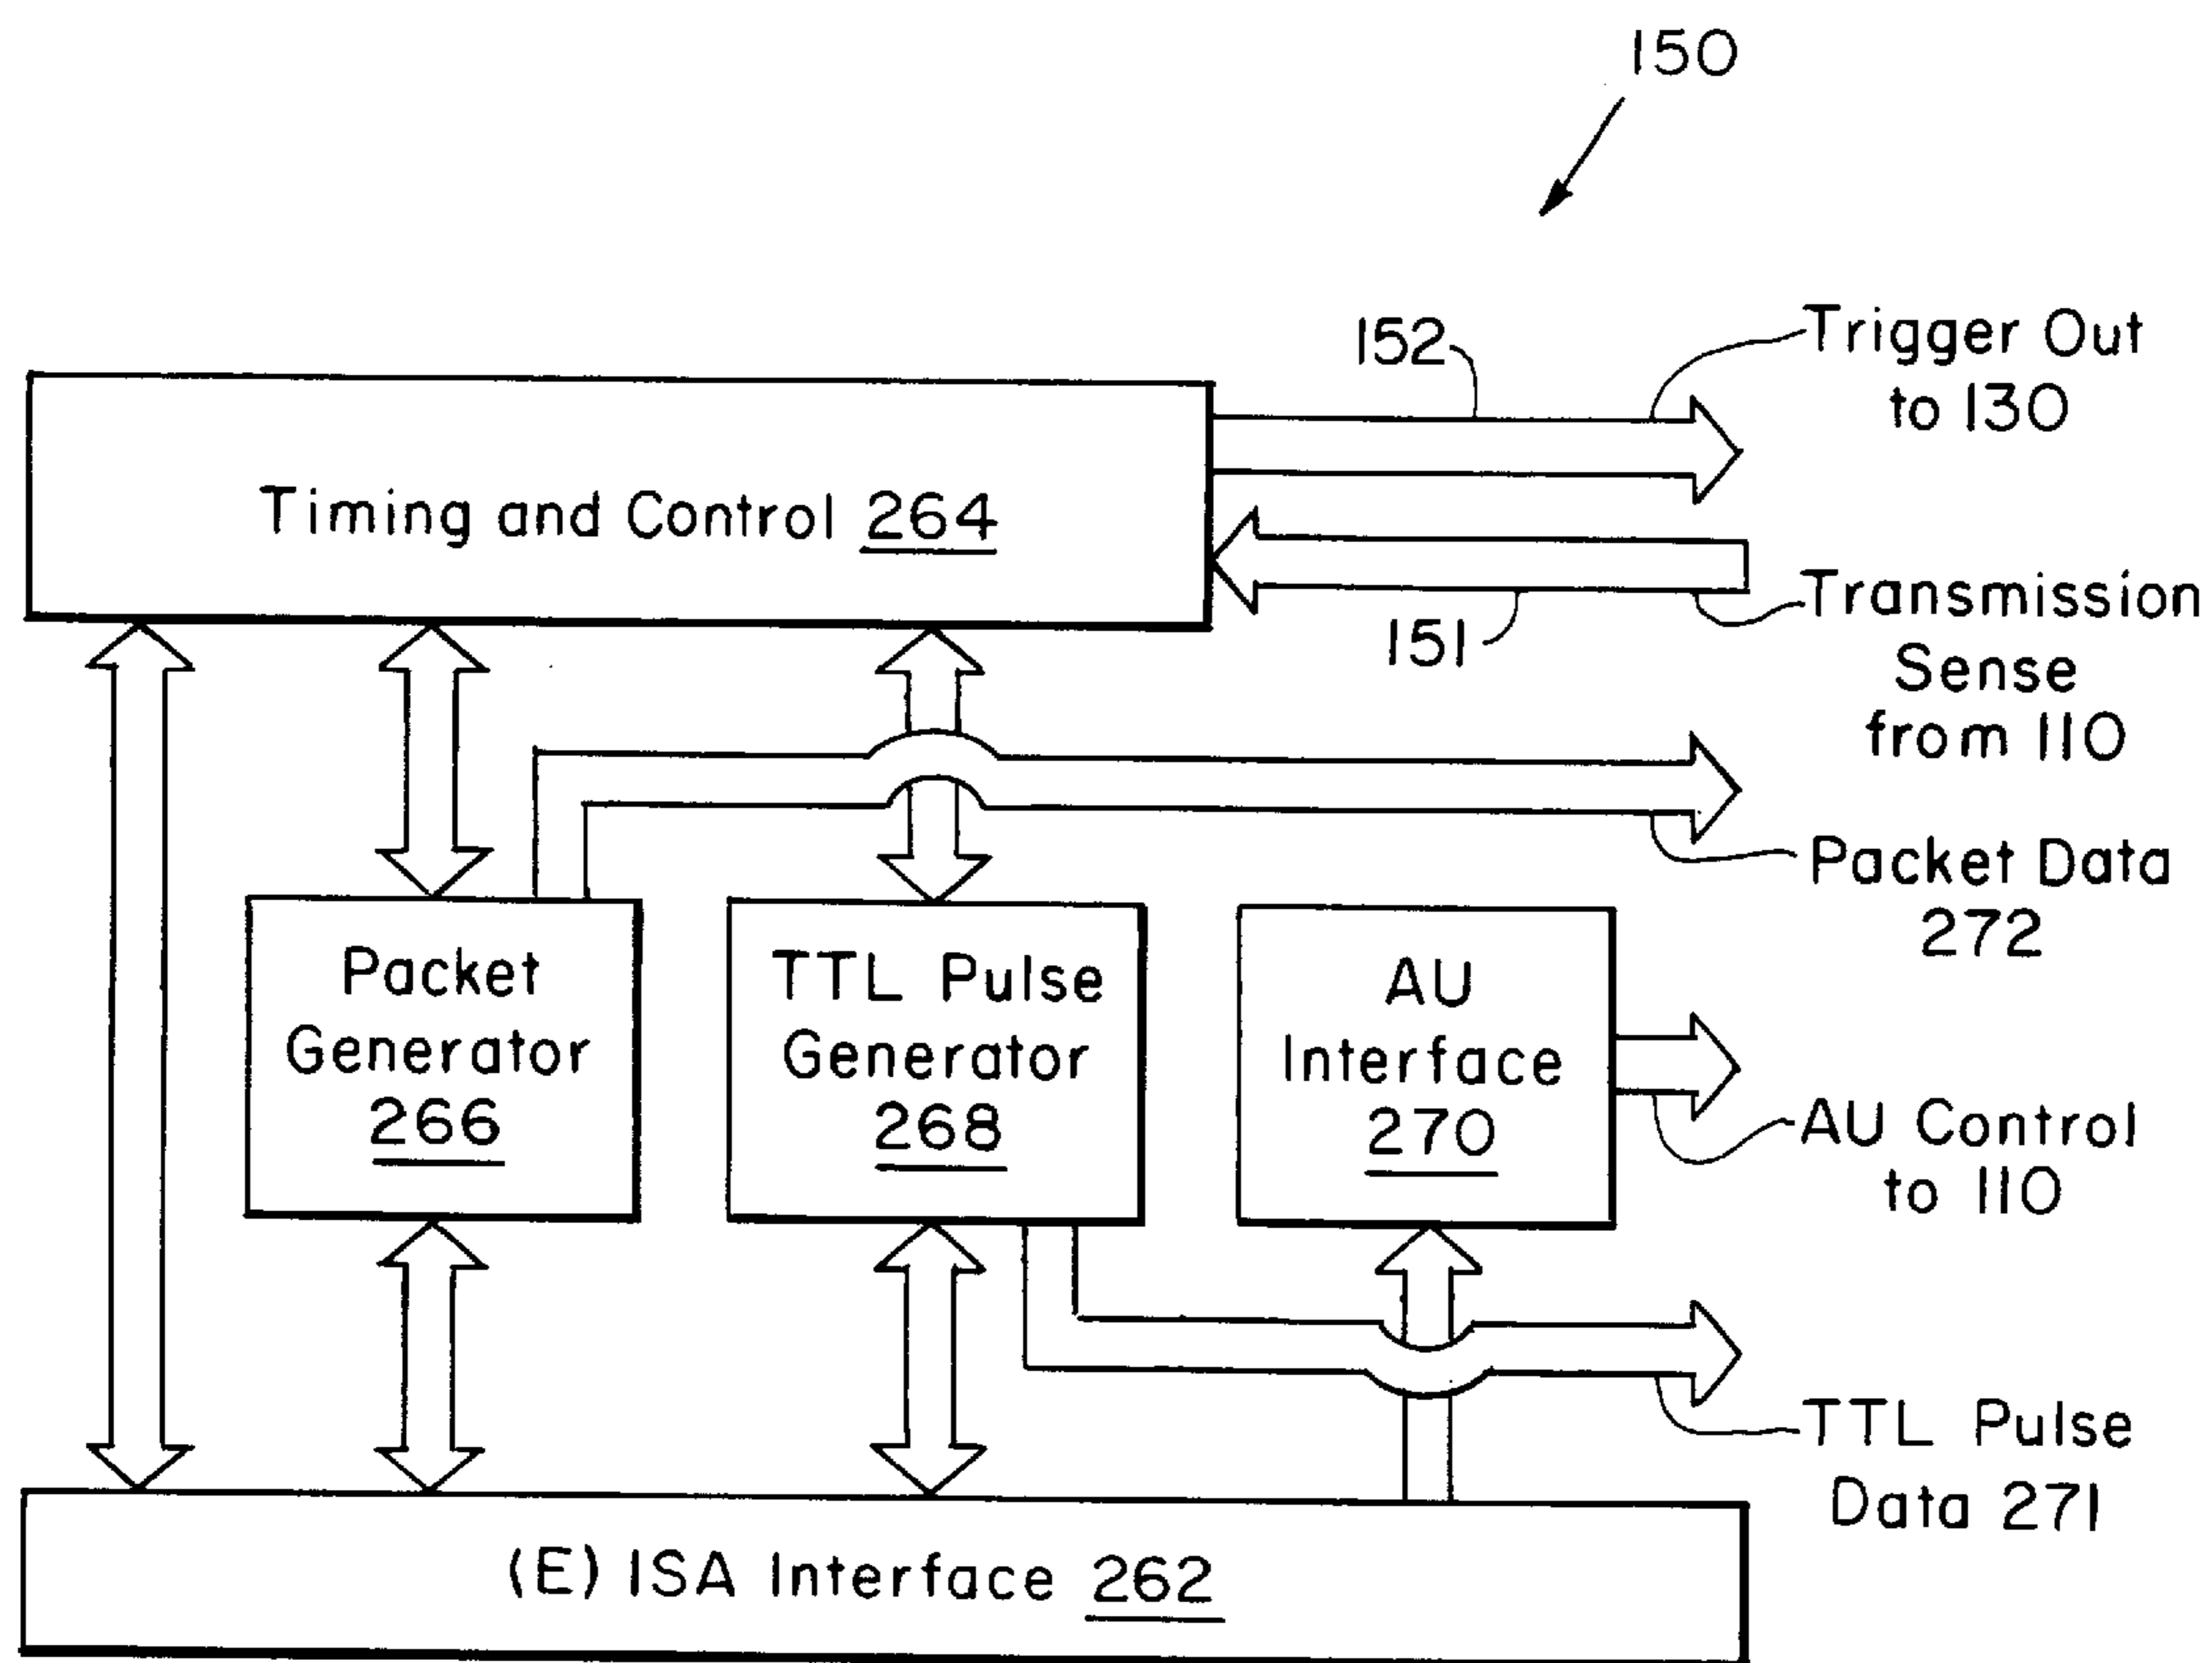 150
152
Trigger Out
to 130
Timing and Control 264
151
Transmission
Sense
from 110
Packet Data
272
Packet
Generator
266
TTL Pulse
Generator
268
AU
Interface
270
AU Control
to 110
TTL Pulse
Data 271
(E) ISA Interface 262